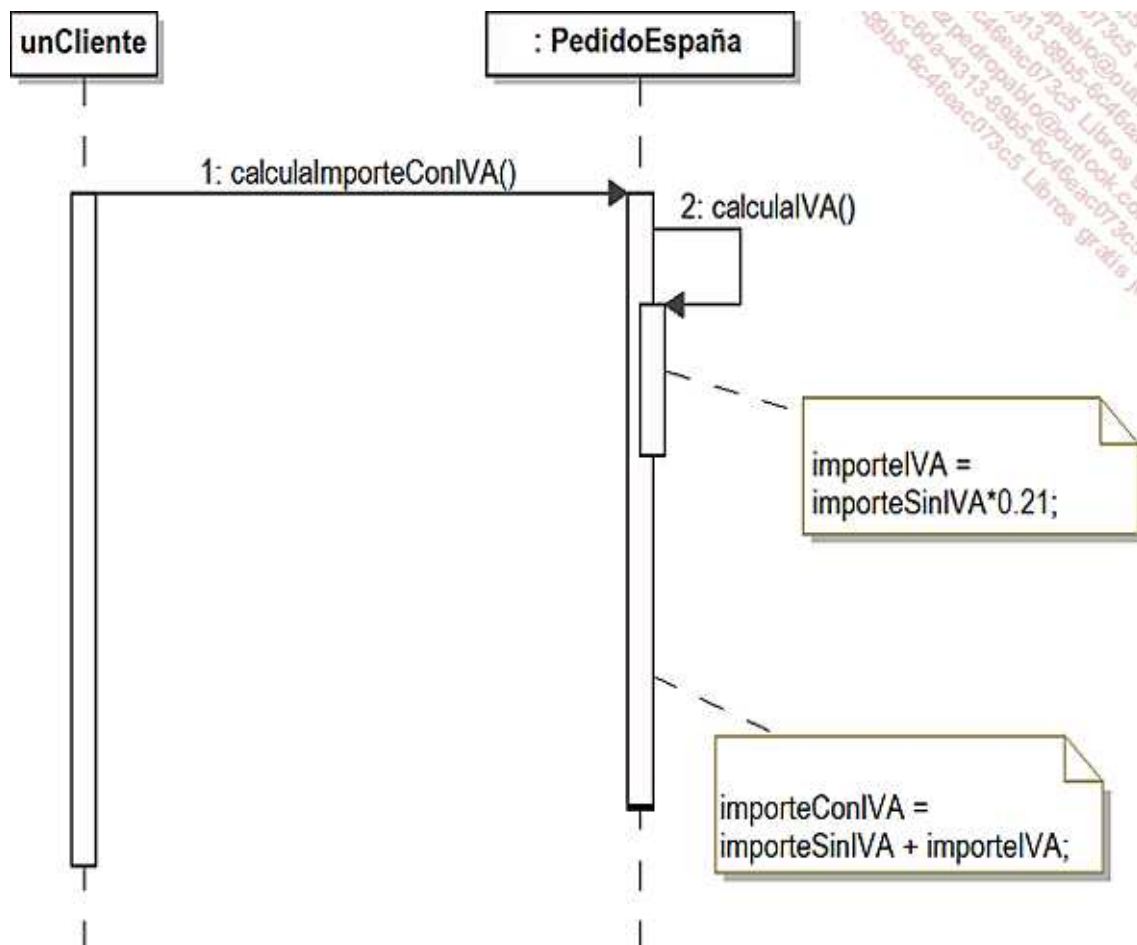 unCliente
: PedidoEspaña
1: calculaImporteConIVA()
2: calculaIVA()
importeIVA =
importeSinIVA*0.21;
importeConIVA =
importeSinIVA + importeIVA;